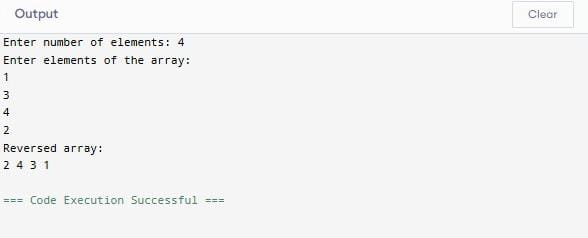 Output
Clear
Enter number of elements: 4
Enter elements of the array:
1
3
4
2
Reversed array:
2 4 3 1
=== Code Execution Successful ===